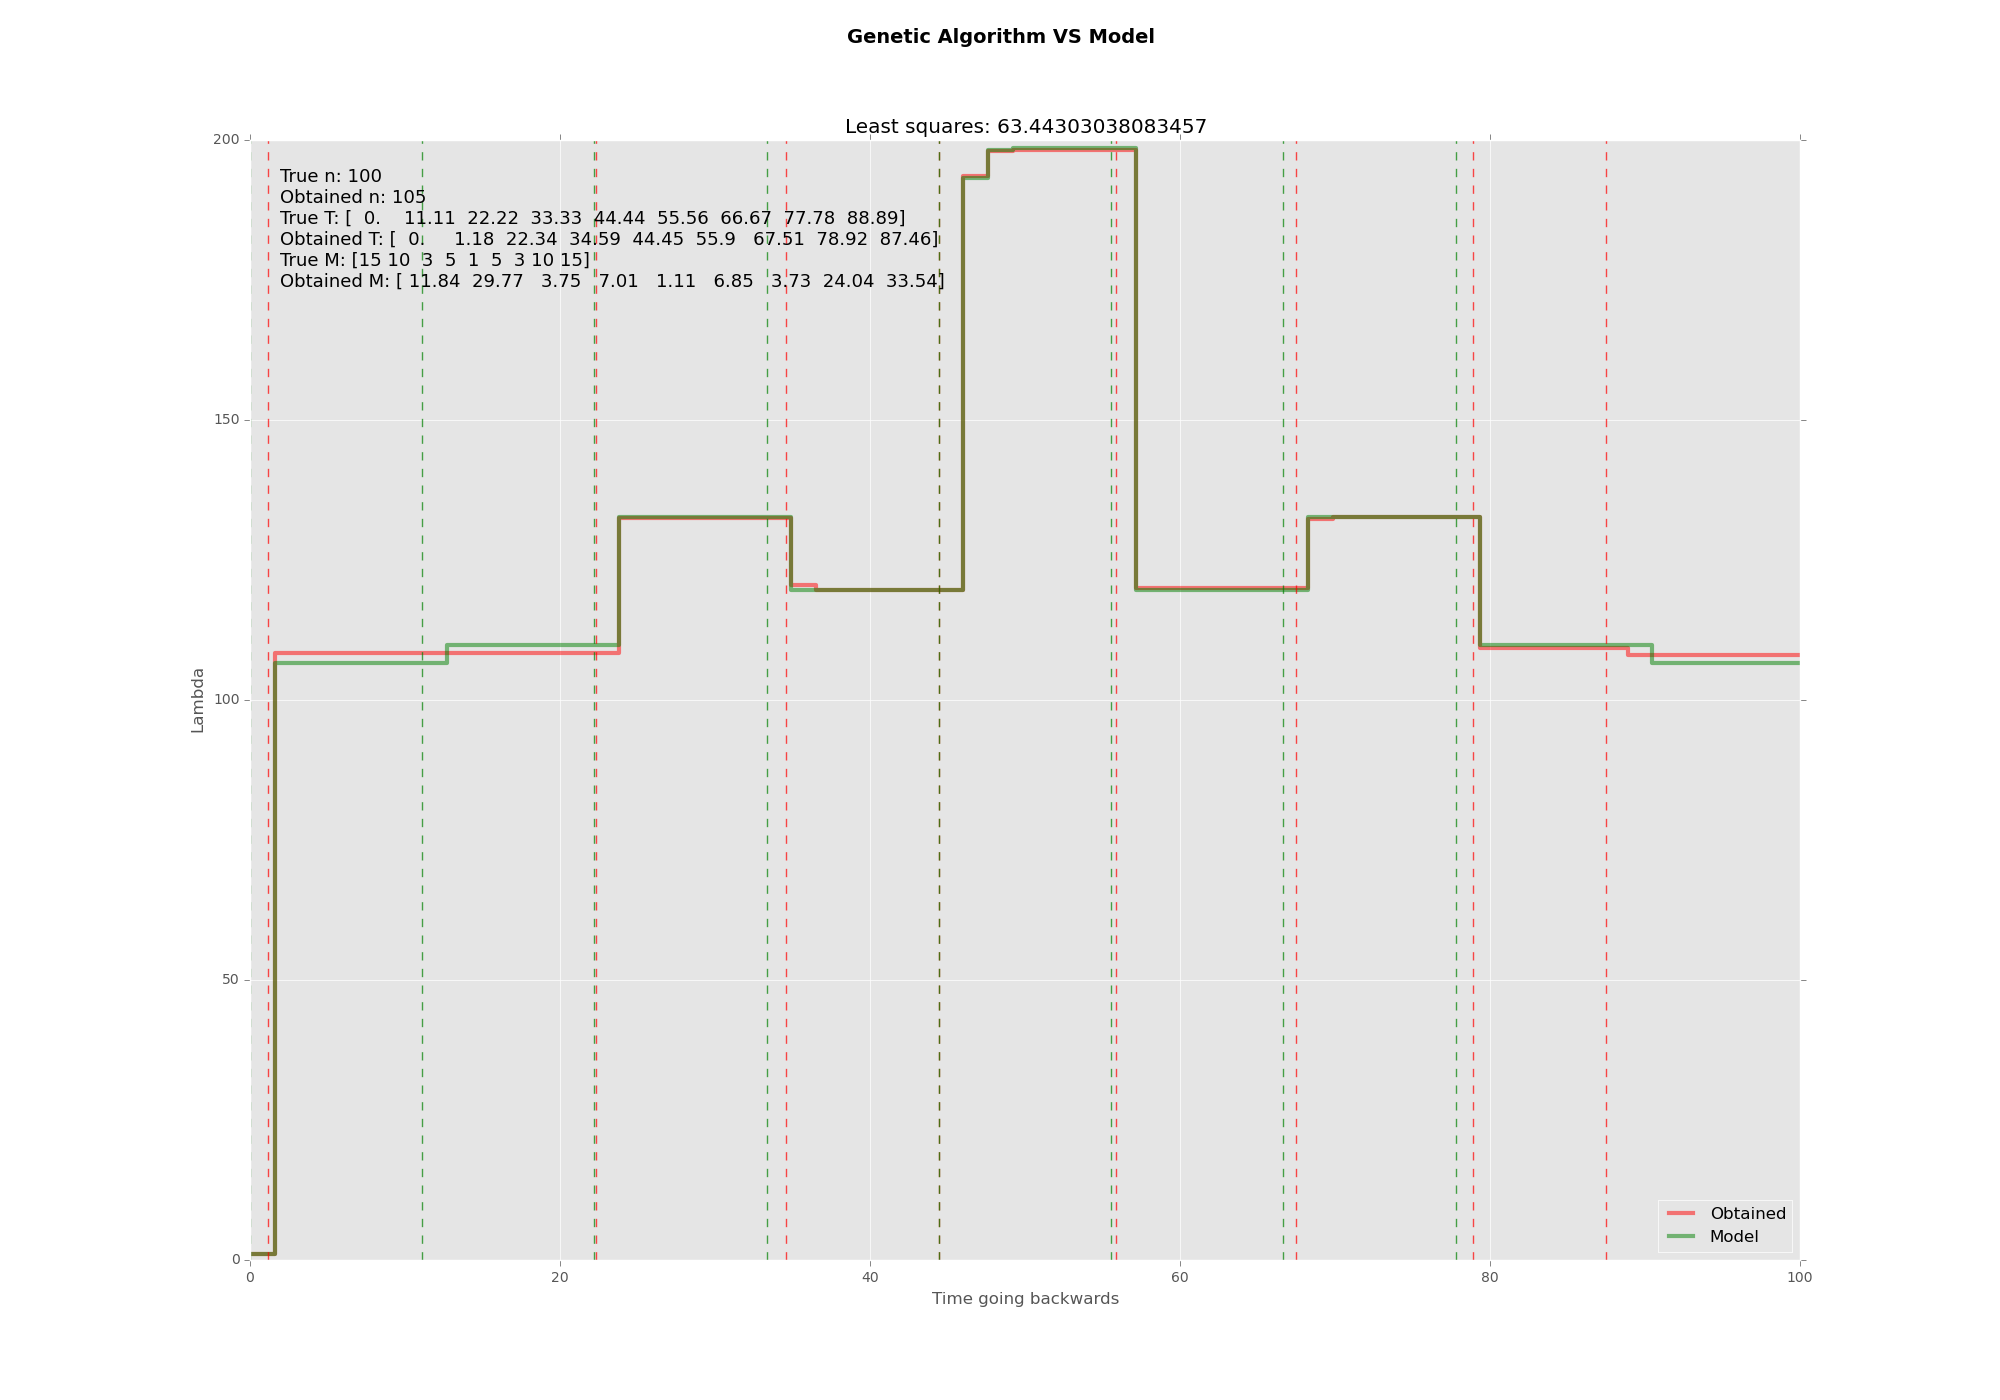 Genetic Algorithm VS Model
Least squares: 63.44303038083457
True n: 100
Obtained n: 105
True T: [  0.    11.11  22.22  33.33  44.44  55.56  66.67  77.78  88.89]
Obtained T: [  0.     1.18  22.34  34.59  44.45  55.9   67.51  78.92  87.46]
True M: [15 10  3  5  1  5  3 10 15]
Obtained M: [ 11.84  29.77   3.75   7.01   1.11   6.85   3.73  24.04  33.54]
200
150
100
50
0
Lambda
0 20 40 60 80 100
Time going backwards
Obtained
Model